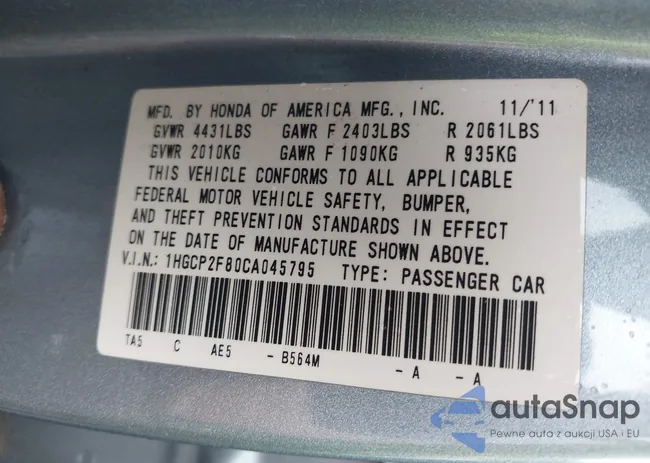 MFD. BY HONDA OF AMERICA MFG., INC. 11/'11
GVWR 4431LBS GAWR F 2403LBS R 2061LBS
GVWR 2010KG GAWR F 1090KG R 935KG
THIS VEHICLE CONFORMS TO ALL APPLICABLE
FEDERAL MOTOR VEHICLE SAFETY, BUMPER,
AND THEFT PREVENTION STANDARDS IN EFFECT
ON THE DATE OF MANUFACTURE SHOWN ABOVE.
V.I.N.: 1HGCP2F80CA045795 TYPE: PASSENGER CAR
TA5 C AE5 - B564M - A - A
autaSnap
Pewne auta z aukcji USA i EU